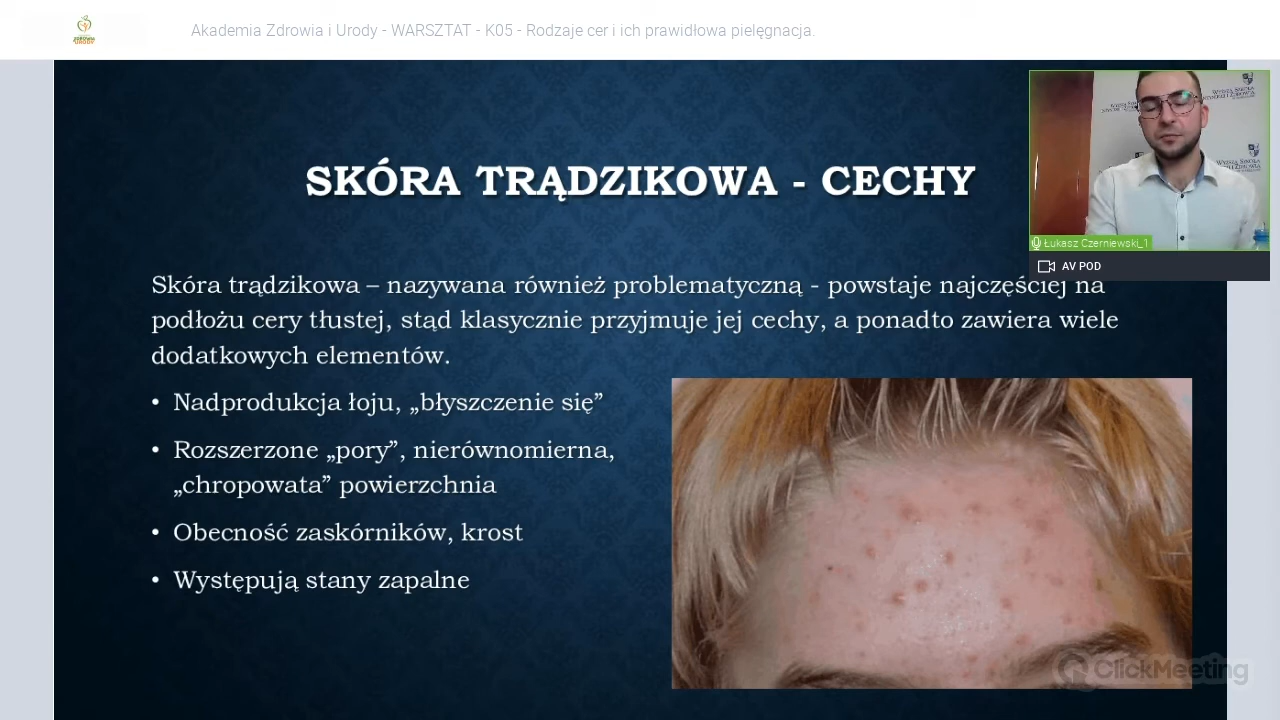 Akademia Zdrowia i Urody - WARSZTAT - K05 - Rodzaje cer i ich prawidłowa pielęgnacja.
ZDROWIA
URODY
SKÓRA TRĄDZIKOWA - CECHY
Łukasz Czerniewski_1
AV POD
Skóra trądzikowa – nazywana również problematyczną - powstaje najczęściej na
podłożu cery tłustej, stąd klasycznie przyjmuje jej cechy, a ponadto zawiera wiele
dodatkowych elementów.
• Nadprodukcja łoju, „błyszczenie się”
• Rozszerzone „pory”, nierównomierna,
„chropowata” powierzchnia
• Obecność zaskórników, krost
• Występują stany zapalne
ClickMeeting